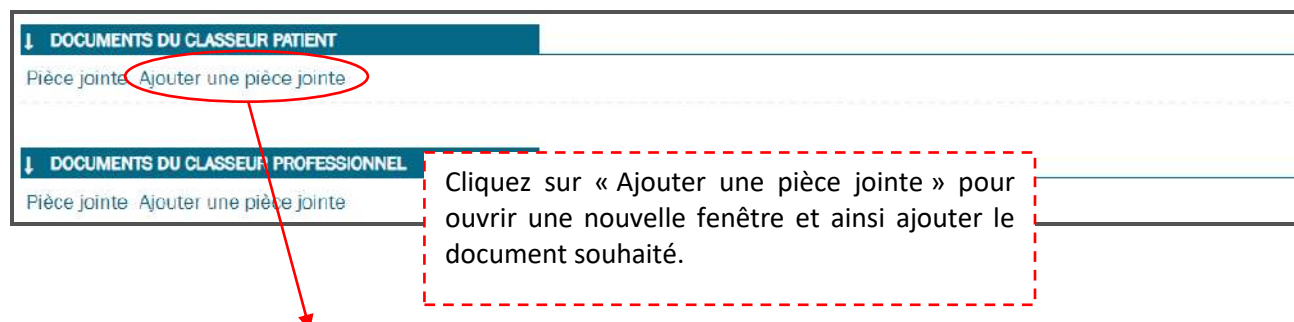 DOCUMENTS DU CLASSEUR PATIENT
Pièce jointe Ajouter une pièce jointe
DOCUMENTS DU CLASSEUR PROFESSIONNEL
Pièce jointe Ajouter une pièce jointe
Cliquez sur « Ajouter une pièce jointe » pour
ouvrir une nouvelle fenêtre et ainsi ajouter le
document souhaité.